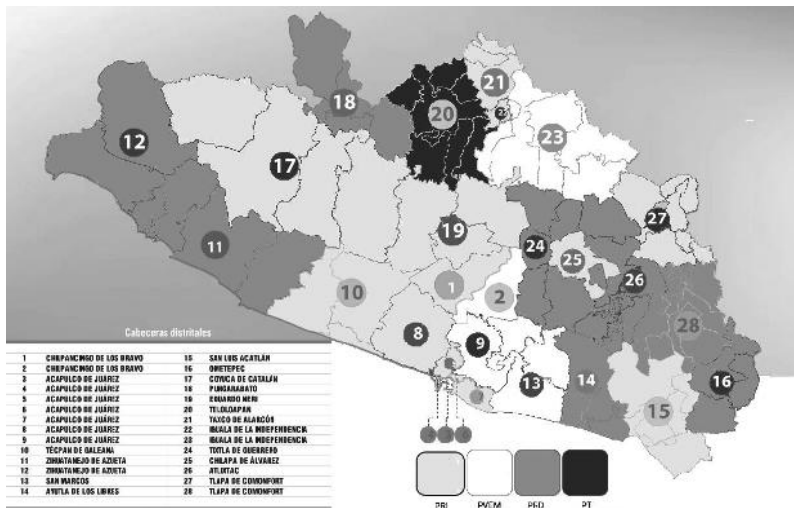 12
18
20
21
23
17
27
19
24
25
11
26
10
1
2
28
8
9
13
14
16
15
Cabeceras distritales
1 CHILPANCINGO DE LOS BRAVO
2 CHILPANCINGO DE LOS BRAVO
3 ACAPULCO DE JUÁREZ
4 ACAPULCO DE JUÁREZ
5 ACAPULCO DE JUÁREZ
6 ACAPULCO DE JUÁREZ
7 ACAPULCO DE JUÁREZ
8 ACAPULCO DE JUÁREZ
9 ACAPULCO DE JUÁREZ
10 TÉCPAN DE GALEANA
11 ZIHUATANEJO DE AZUETA
12 ZIHUATANEJO DE AZUETA
13 SAN MARCOS
14 AYUTLA DE LOS LIBRES
15 SAN LUIS ACATLÁN
16 OMETEPEC
17 COYUCA DE CATALÁN
18 PUNGARABATO
19 EDUARDO NERI
20 TELOLOAPAN
21 TAXCO DE ALARCÓN
22 IGUALA DE LA INDEPENDENCIA
23 IGUALA DE LA INDEPENDENCIA
24 TIXTLA DE GUERRERO
25 CHILAPA DE ÁLVAREZ
26 ATLIXTAC
27 TLAPA DE COMONFORT
28 TLAPA DE COMONFORT
PRI PVEM PRD PT